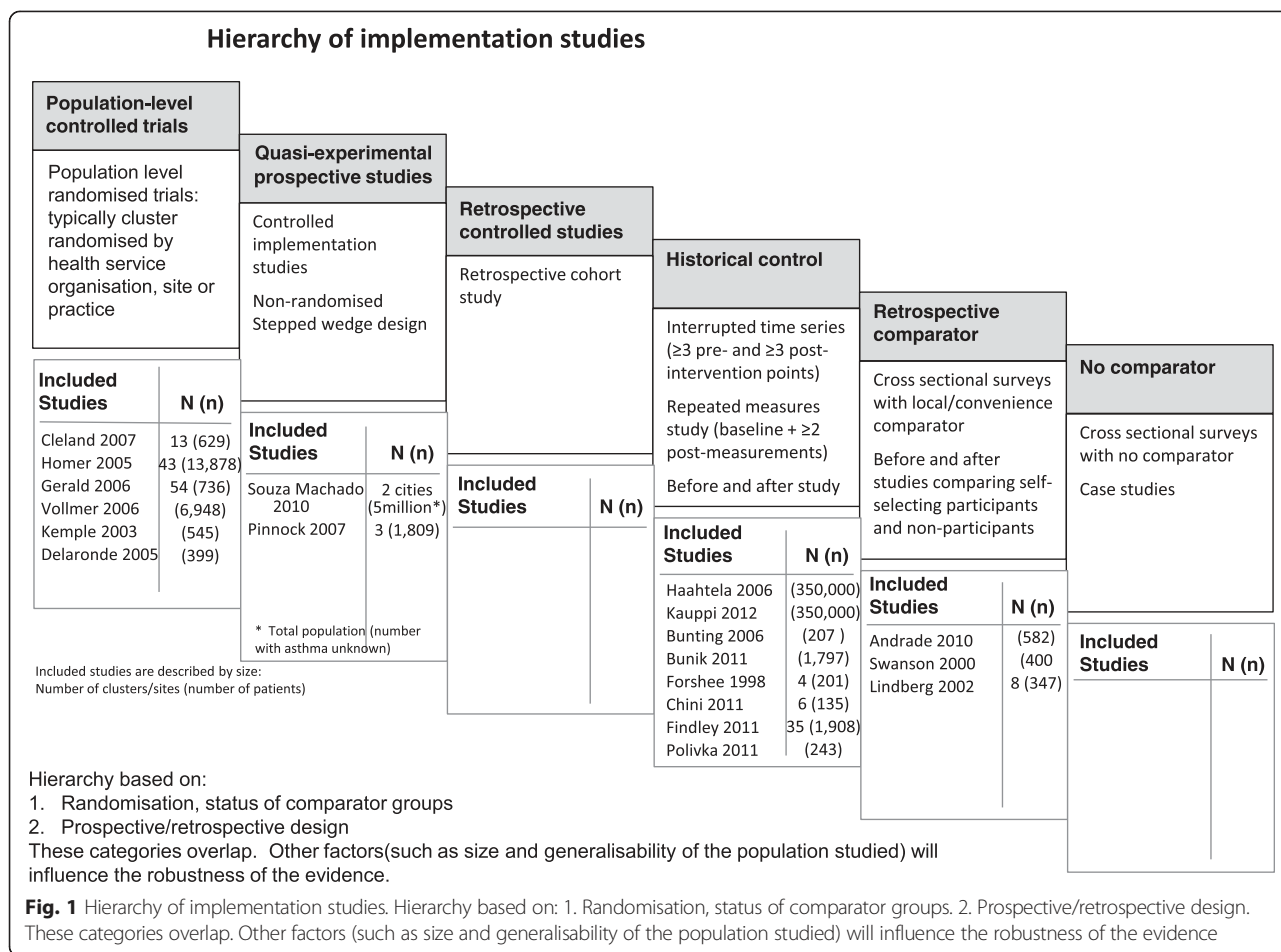 Hierarchy of implementation studies
Population-level
controlled trials
Population level
randomised trials:
typically cluster
randomised by
health service
organisation, site or
practice
Included
Studies N (n)
Cleland 2007 13 (629)
Homer 2005 43 (13,878)
Gerald 2006 54 (736)
Vollmer 2006 (6,948)
Kemple 2003 (545)
Delaronde 2005 (399)
Quasi-experimental
prospective studies
Controlled
implementation
studies
Non-randomised
Stepped wedge design
Included
Studies N (n)
Souza Machado 2 cities
2010 (5million*)
Pinnock 2007 3 (1,809)
* Total population (number
with asthma unknown)
Retrospective
controlled studies
Retrospective cohort
study
Included
Studies N (n)
Historical control
Interrupted time series
(≥3 pre- and ≥3 post-
intervention points)
Repeated measures
study (baseline + ≥2
post-measurements)
Before and after study
Included
Studies N (n)
Haahtela 2006 (350,000)
Kauppi 2012 (350,000)
Bunting 2006 (207 )
Bunik 2011 (1,797)
Forshee 1998 4 (201)
Chini 2011 6 (135)
Findley 2011 35 (1,908)
Polivka 2011 (243)
Retrospective
comparator
Cross sectional surveys
with local/convenience
comparator
Before and after
studies comparing self-
selecting participants
and non-participants
Included
Studies N (n)
Andrade 2010 (582)
Swanson 2000 (400
Lindberg 2002 8 (347)
No comparator
Cross sectional surveys
with no comparator
Case studies
Included
Studies N (n)
Included studies are described by size:
Number of clusters/sites (number of patients)
Hierarchy based on:
1. Randomisation, status of comparator groups
2. Prospective/retrospective design
These categories overlap. Other factors(such as size and generalisability of the population studied) will
influence the robustness of the evidence.
Fig. 1 Hierarchy of implementation studies. Hierarchy based on: 1. Randomisation, status of comparator groups. 2. Prospective/retrospective design.
These categories overlap. Other factors (such as size and generalisability of the population studied) will influence the robustness of the evidence